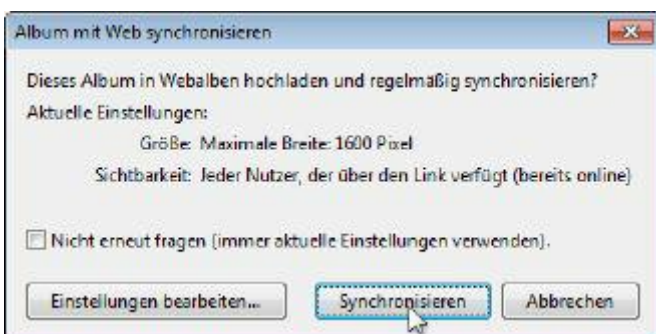 Album mit Web synchronisieren
Dieses Album in Webalben hochladen und regelmäßig synchronisieren?
Aktuelle Einstellungen:
Größe: Maximale Breite: 1600 Pixel
Sichtbarkeit: Jeder Nutzer, der über den Link verfügt (bereits online)
Nicht erneut fragen (immer aktuelle Einstellungen verwenden).
Einstellungen bearbeiten... Synchronisieren Abbrechen